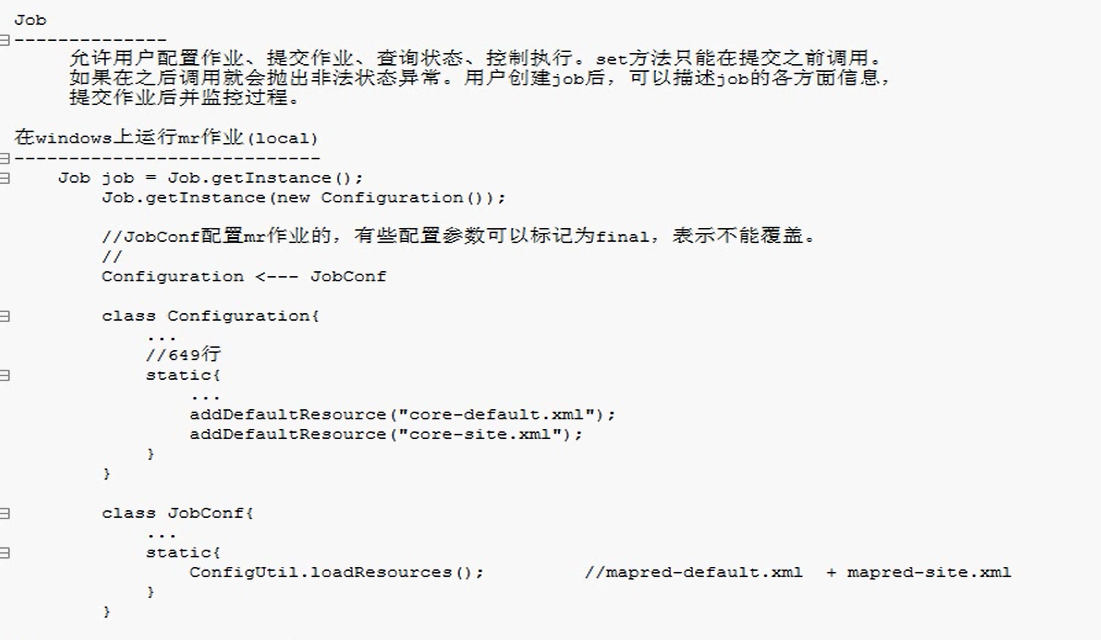 Job
--------------
允许用户配置作业、提交作业、查询状态、控制执行。set方法只能在提交之前调用。
如果在之后调用就会抛出非法状态异常。用户创建job后，可以描述job的各方面信息，
提交作业后并监控过程。
在windows上运行mr作业(local)
----------------------------
Job job = Job.getInstance();
Job.getInstance(new Configuration());
//JobConf配置mr作业的，有些配置参数可以标记为final，表示不能覆盖。
//
Configuration <--- JobConf
class Configuration{
...
//649行
static{
...
addDefaultResource("core-default.xml");
addDefaultResource("core-site.xml");
}
}
class JobConf{
...
static{
ConfigUtil.loadResources(); //mapred-default.xml + mapred-site.xml
}
}